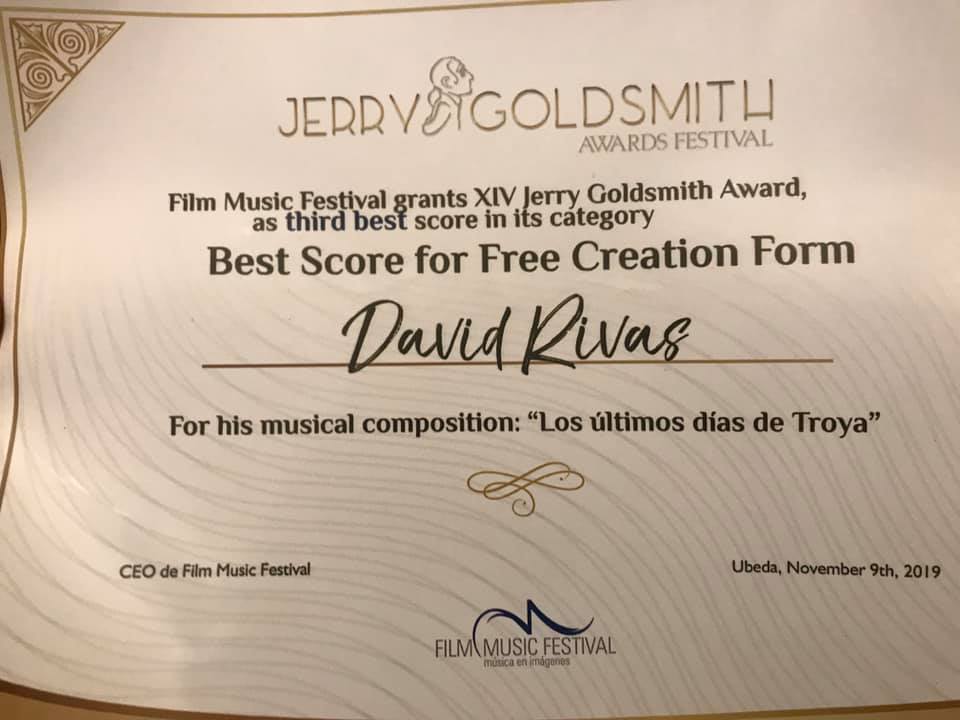 JERRY GOLDSMITH
AWARDS FESTIVAL
Film Music Festival grants XIV Jerry Goldsmith Award,
as third best score in its category
Best Score for Free Creation Form
David Rivas
For his musical composition: “Los últimos días de Troya”
CEO de Film Music Festival
Ubeda, November 9th, 2019
FILM MUSIC FESTIVAL
música en imágenes